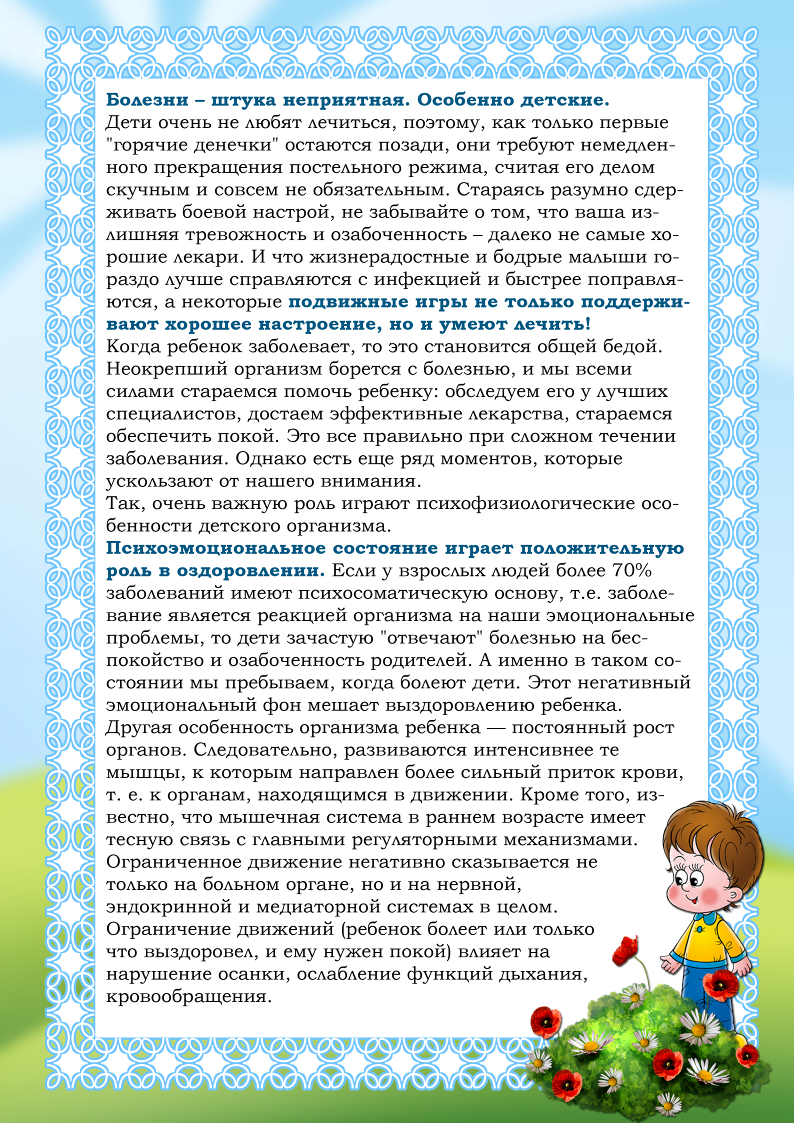 Болезни – штука неприятная. Особенно детские.
Дети очень не любят лечиться, поэтому, как только первые
"горячие денечки" остаются позади, они требуют немедлен-
ного прекращения постельного режима, считая его делом
скучным и совсем не обязательным. Стараясь разумно сдер-
живать боевой настрой, не забывайте о том, что ваша из-
лишняя тревожность и озабоченность – далеко не самые хо-
рошие лекари. И что жизнерадостные и бодрые малыши го-
раздо лучше справляются с инфекцией и быстрее поправля-
ются, а некоторые подвижные игры не только поддержи-
вают хорошее настроение, но и умеют лечить!
Когда ребенок заболевает, то это становится общей бедой.
Неокрепший организм борется с болезнью, и мы всеми
силами стараемся помочь ребенку: обследуем его у лучших
специалистов, достаем эффективные лекарства, стараемся
обеспечить покой. Это все правильно при сложном течении
заболевания. Однако есть еще ряд моментов, которые
ускользают от нашего внимания.
Так, очень важную роль играют психофизиологические осо-
бенности детского организма.
Психоэмоциональное состояние играет положительную
роль в оздоровлении. Если у взрослых людей более 70%
заболеваний имеют психосоматическую основу, т.е. заболе-
вание является реакцией организма на наши эмоциональные
проблемы, то дети зачастую "отвечают" болезнью на бес-
покойство и озабоченность родителей. А именно в таком со-
стоянии мы пребываем, когда болеют дети. Этот негативный
эмоциональный фон мешает выздоровлению ребенка.
Другая особенность организма ребенка — постоянный рост
органов. Следовательно, развиваются интенсивнее те
мышцы, к которым направлен более сильный приток крови,
т. е. к органам, находящимся в движении. Кроме того, из-
вестно, что мышечная система в раннем возрасте имеет
тесную связь с главными регуляторными механизмами.
Ограниченное движение негативно сказывается не
только на больном органе, но и на нервной,
эндокринной и медиаторной системах в целом.
Ограничение движений (ребенок болеет или только
что выздоровел, и ему нужен покой) влияет на
нарушение осанки, ослабление функций дыхания,
кровообращения.